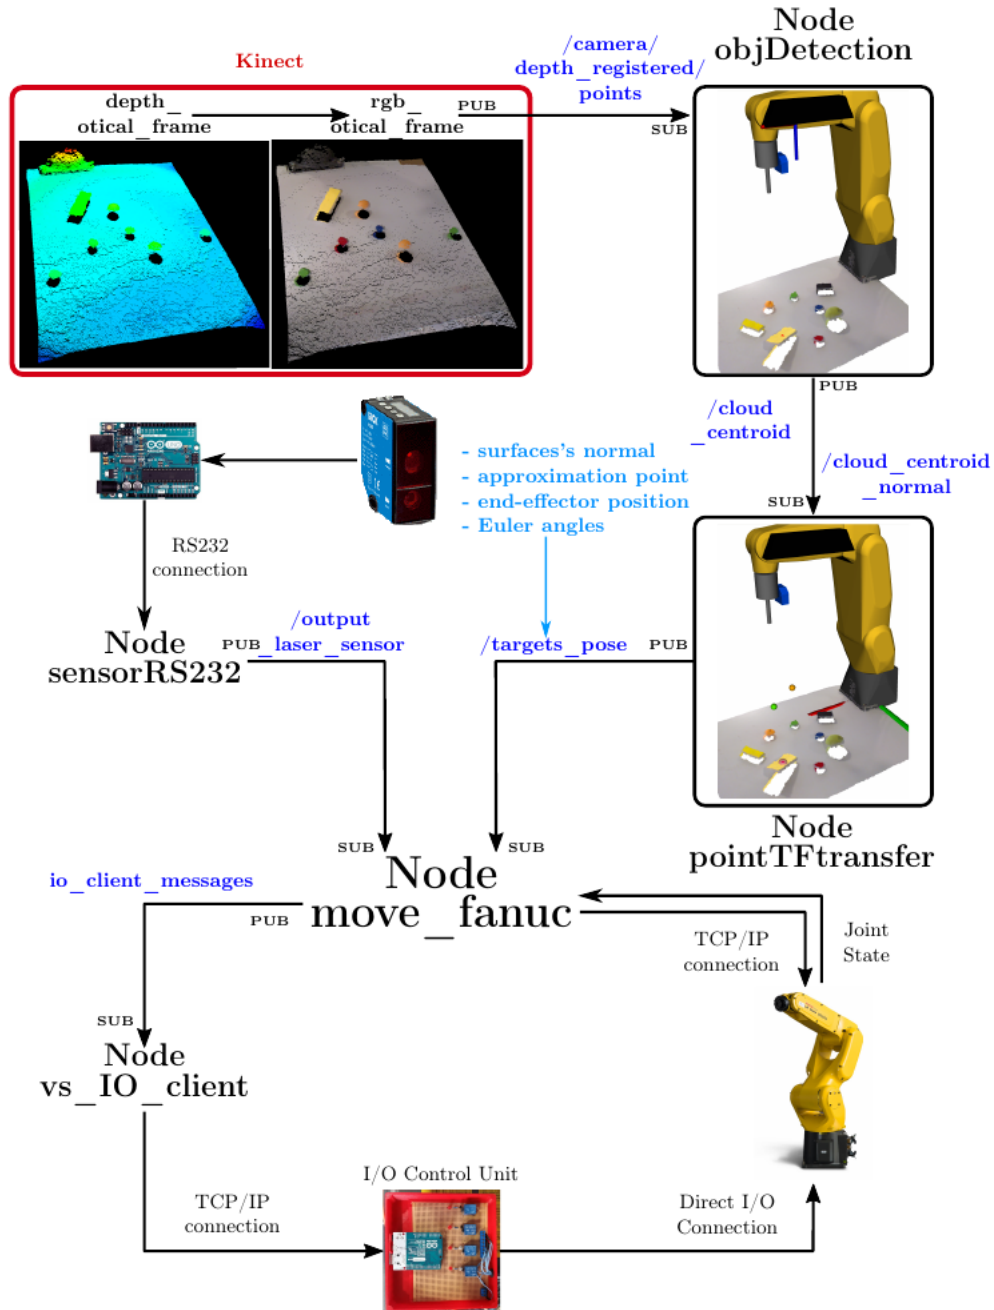 Node
objDetection
Kinect
/camera/
depth_registered/
points
depth_
otical_frame
rgb_
otical_frame
PUB
SUB
PUB
/cloud
_centroid
/cloud_centroid
_normal
SUB
- surfaces's normal
- approximation point
- end-effector position
- Euler angles
RS232
connection
Node
sensorRS232
PUB
/output
_laser_sensor
/targets_pose
PUB
SUB
SUB
Node
pointTFtransfer
Node
move_fanuc
io_client_messages
PUB
TCP/IP
connection
Joint
State
SUB
Node
vs_IO_client
I/O Control Unit
TCP/IP
connection
Direct I/O
Connection